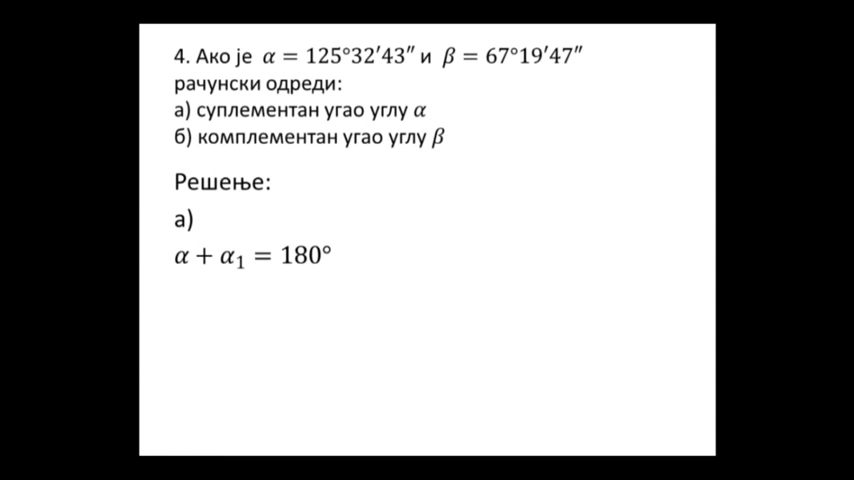 4. Ако је α = 125°32′43″ и β = 67°19′47″
рачунски одреди:
а) суплементан угао углу α
б) комплементан угао углу β
Решење:
а)
α + α₁ = 180°